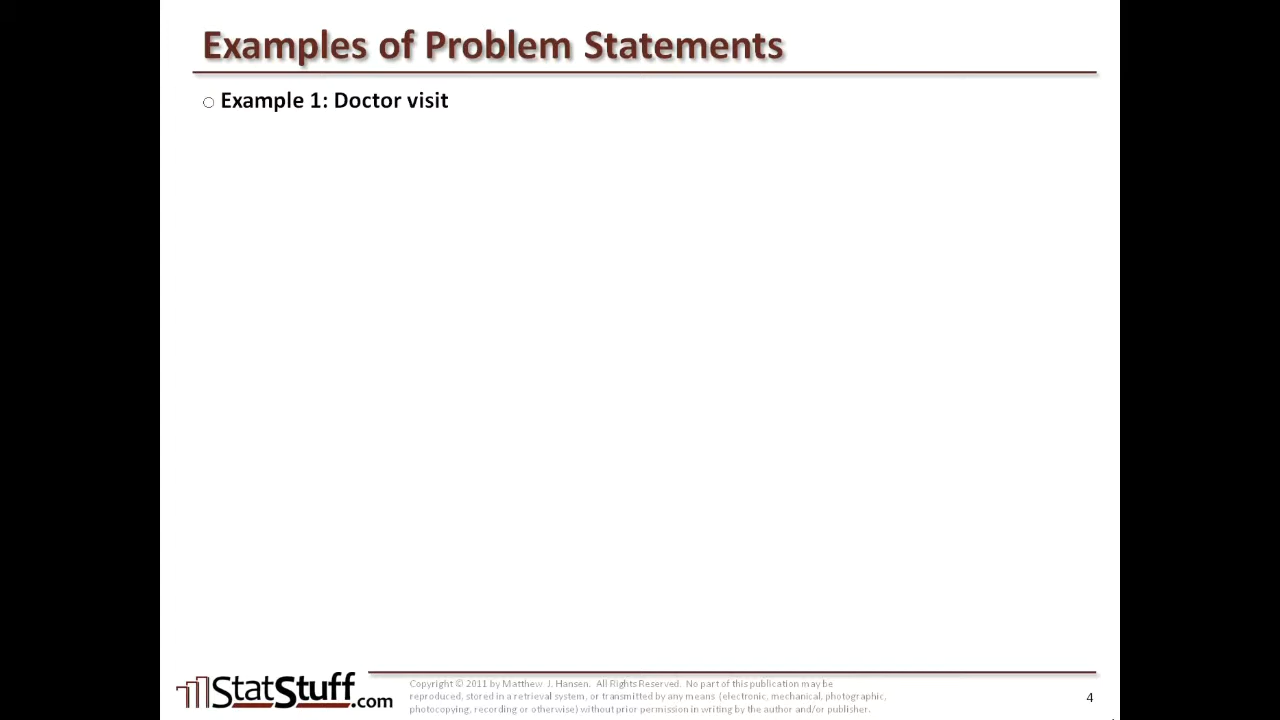 Examples of Problem Statements
Example 1: Doctor visit
StatStuff.com
Copyright © 2011 by Matthew J. Hansen. All Rights Reserved. No part of this publication may be
reproduced, stored in a retrieval system, or transmitted by any means (electronic, mechanical, photographic,
photocopying, recording or otherwise) without prior permission in writing by the author and/or publisher.
4